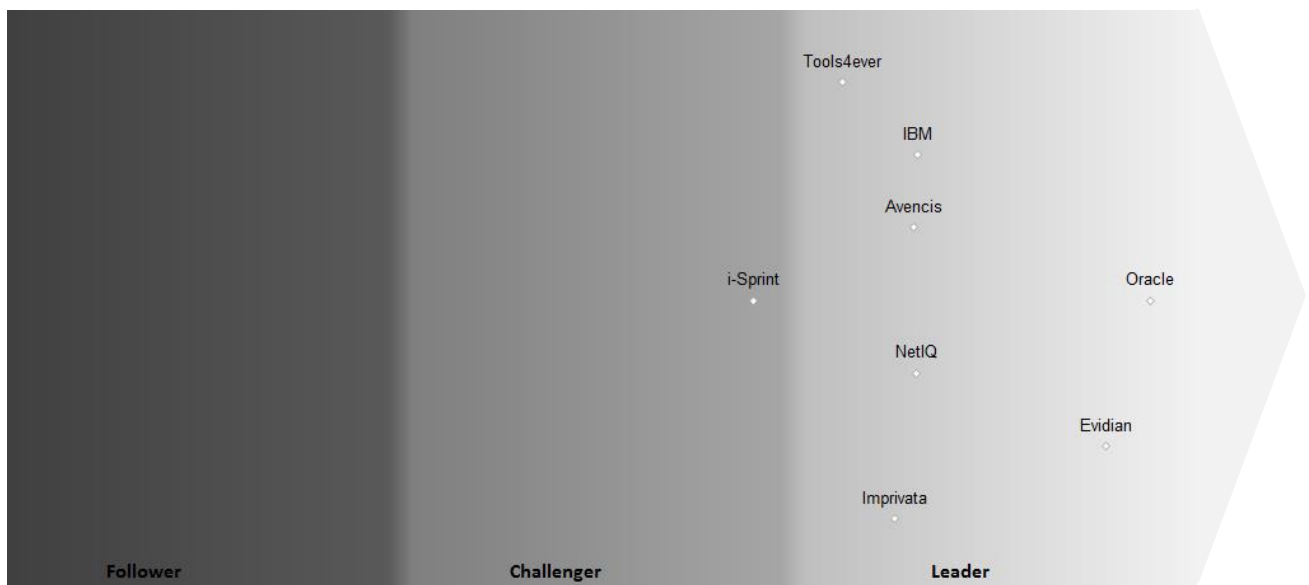 Tools4ever
IBM
Avencis
i-Sprint
Oracle
NetIQ
Evidian
Imprivata
Follower
Challenger
Leader